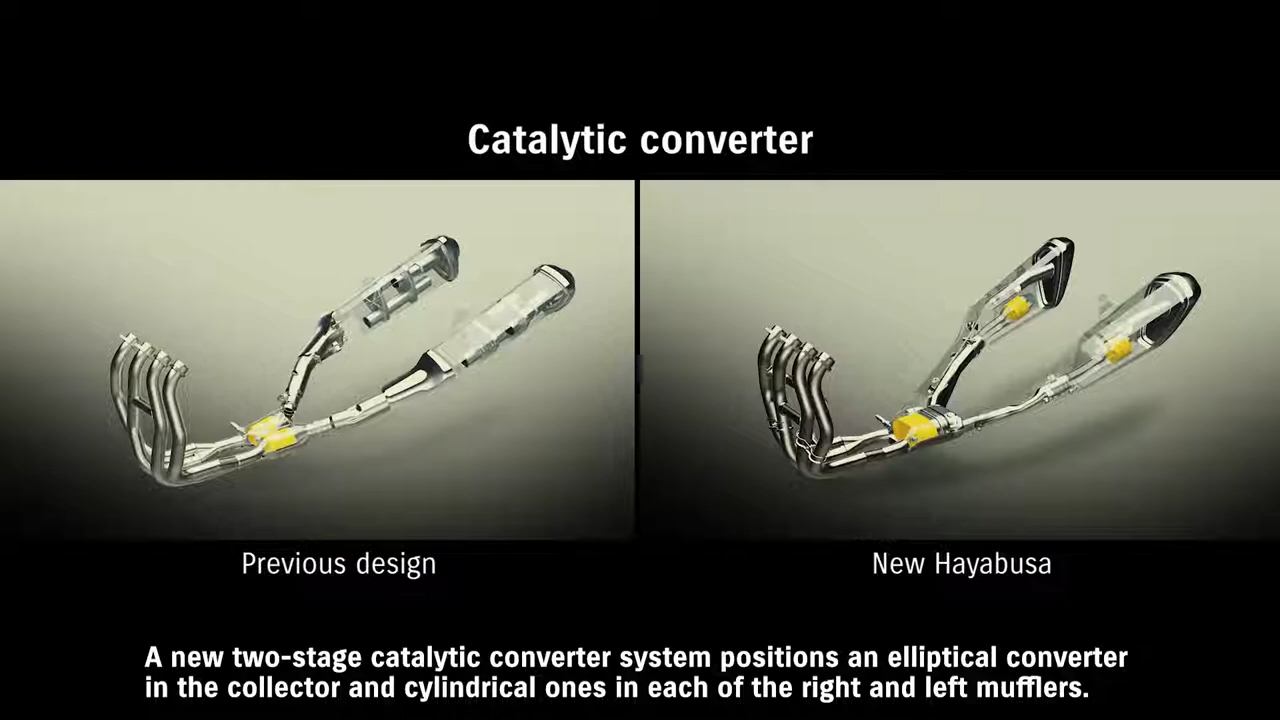 Catalytic converter
Previous design
New Hayabusa
A new two-stage catalytic converter system positions an elliptical converter
in the collector and cylindrical ones in each of the right and left mufflers.